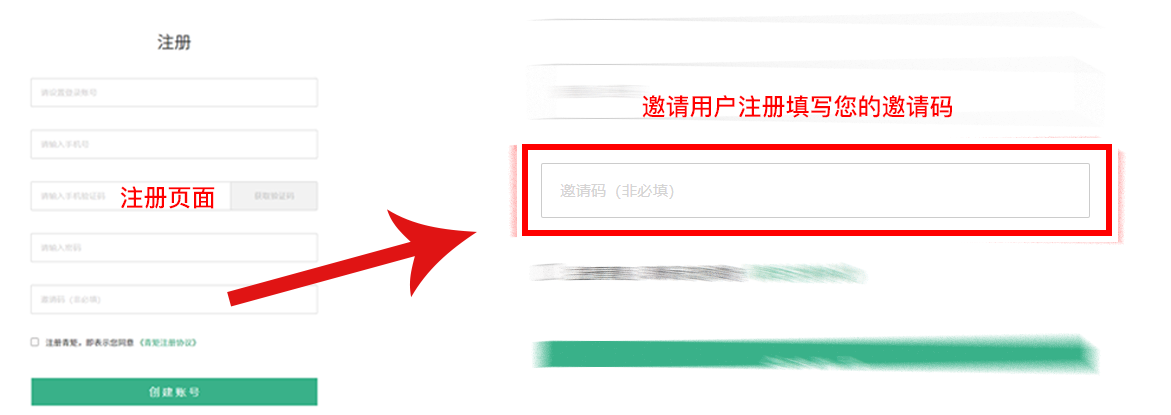 注册
请设置登录账号
请输入手机号
请输入手机验证码
获取验证码
注册页面
请输入密码
邀请码（非必填）
注册青矩，即表示您同意《青矩注册协议》
创建账号
邀请用户注册填写您的邀请码
邀请码（非必填）